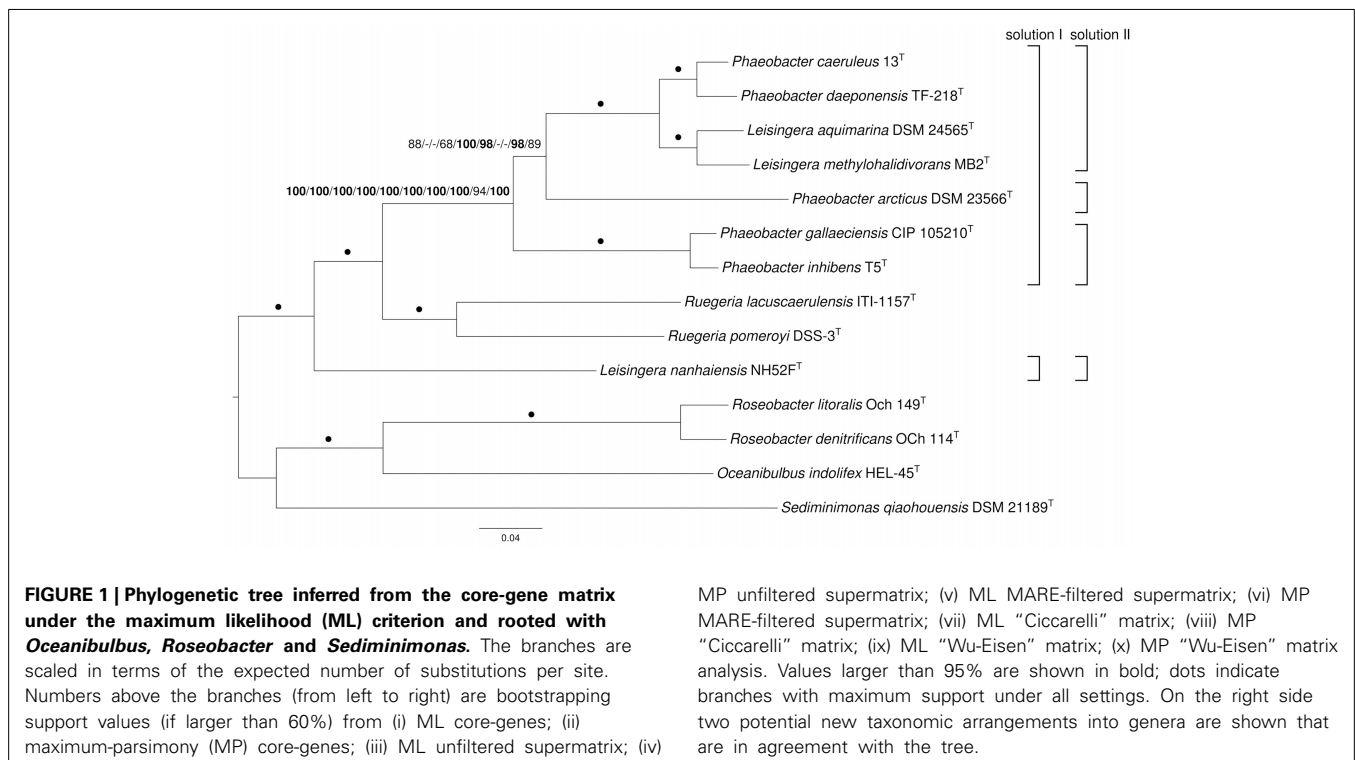 solution I solution II
Phaeobacter caeruleus 13T
Phaeobacter daeponensis TF-218T
Leisingera aquimarina DSM 24565T
88/-/-/68/100/98/-/-/98/89
Leisingera methylohalidivorans MB2T
100/100/100/100/100/100/100/100/94/100
Phaeobacter arcticus DSM 23566T
Phaeobacter gallaeciensis CIP 105210T
Phaeobacter inhibens T5T
Ruegeria lacuscaerulensis ITI-1157T
Ruegeria pomeroyi DSS-3T
Leisingera nanhaiensis NH52FT
Roseobacter litoralis Och 149T
Roseobacter denitrificans OCh 114T
Oceanibulbus indolifex HEL-45T
Sediminimonas qiaohouensis DSM 21189T
0.04
FIGURE 1 | Phylogenetic tree inferred from the core-gene matrix
under the maximum likelihood (ML) criterion and rooted with
Oceanibulbus, Roseobacter and Sediminimonas. The branches are
scaled in terms of the expected number of substitutions per site.
Numbers above the branches (from left to right) are bootstrapping
support values (if larger than 60%) from (i) ML core-genes; (ii)
maximum-parsimony (MP) core-genes; (iii) ML unfiltered supermatrix; (iv)
MP unfiltered supermatrix; (v) ML MARE-filtered supermatrix; (vi) MP
MARE-filtered supermatrix; (vii) ML “Ciccarelli” matrix; (viii) MP
“Ciccarelli” matrix; (ix) ML “Wu-Eisen” matrix; (x) MP “Wu-Eisen” matrix
analysis. Values larger than 95% are shown in bold; dots indicate
branches with maximum support under all settings. On the right side
two potential new taxonomic arrangements into genera are shown that
are in agreement with the tree.